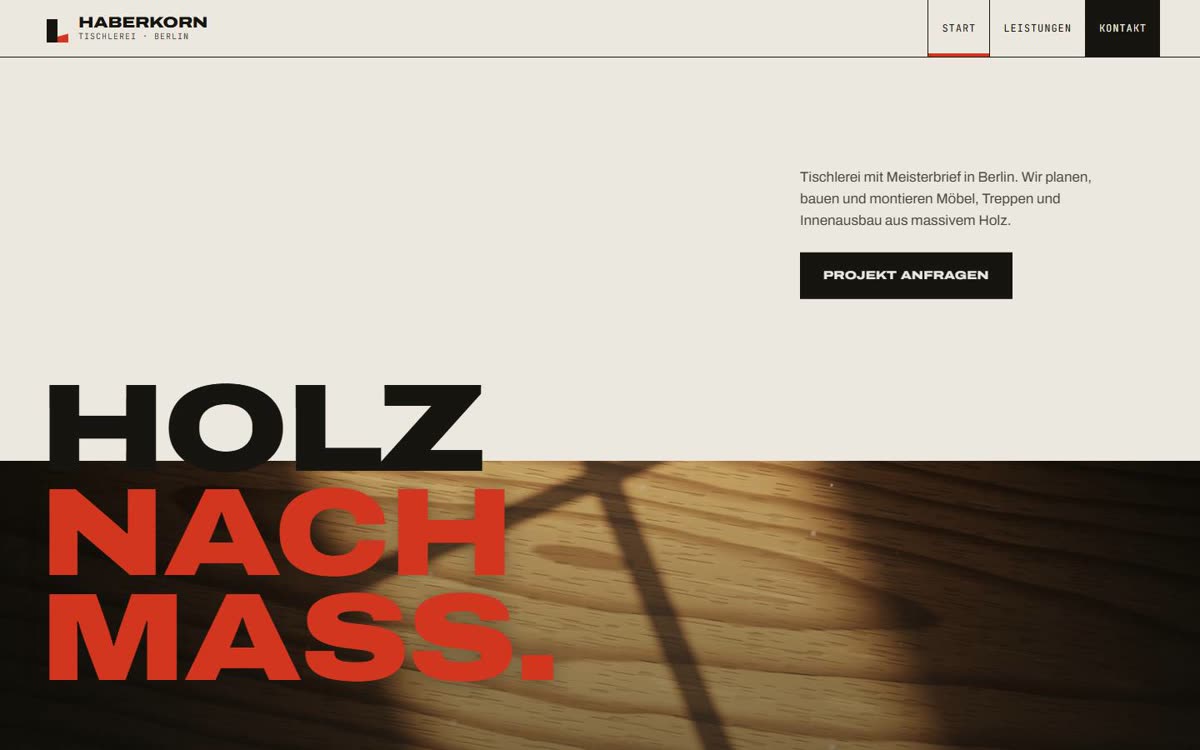 HABERKORN
TISCHLEREI · BERLIN
START
LEISTUNGEN
KONTAKT
Tischlerei mit Meisterbrief in Berlin. Wir planen,
bauen und montieren Möbel, Treppen und
Innenausbau aus massivem Holz.
PROJEKT ANFRAGEN
HOLZ
NACH
MASS.